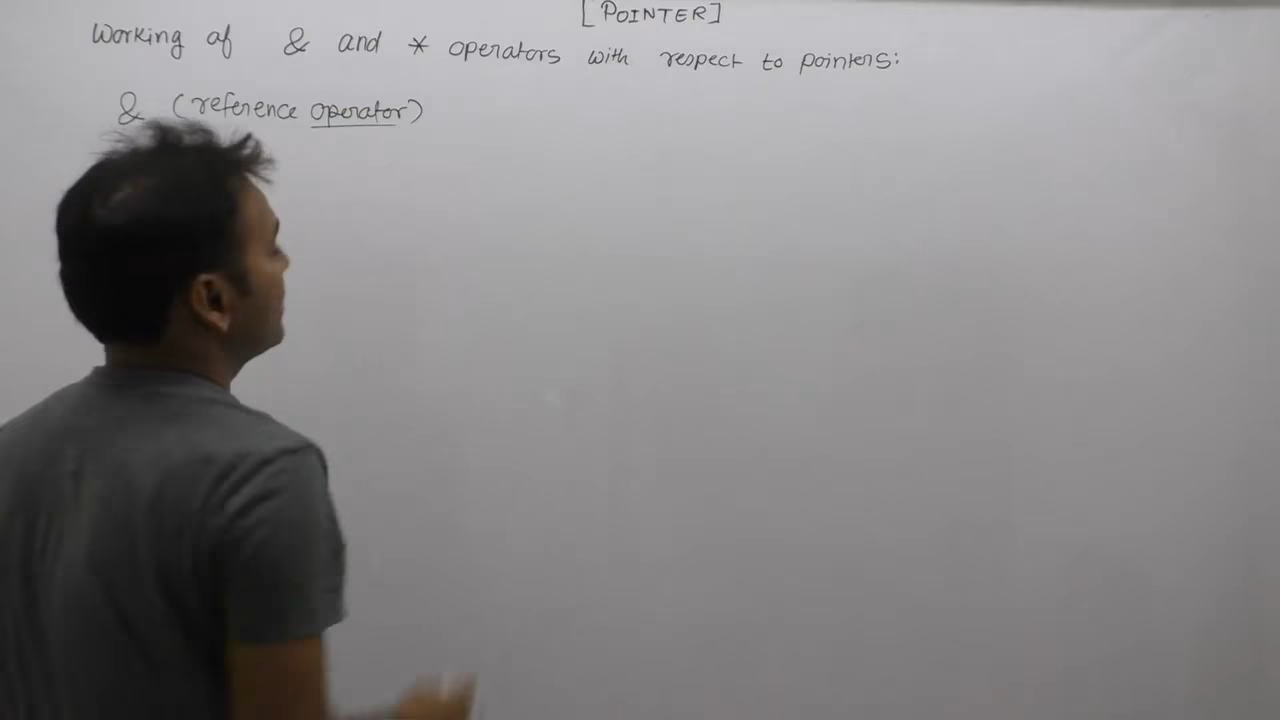 [POINTER]
Working of & and * operators with respect to pointers:
& (reference operator)